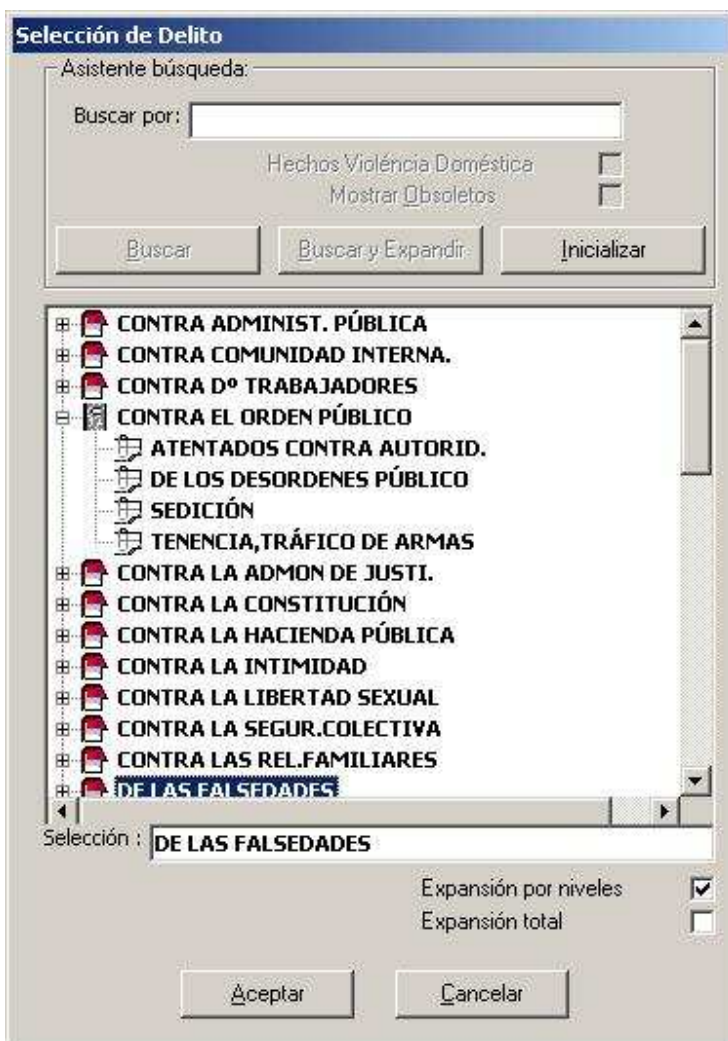 Selección de Delito
Asistente búsqueda:
Buscar por:
Hechos Violéncia Doméstica
Mostrar Obsoletos
Buscar Buscar y Expandir Inicializar
CONTRA ADMINIST. PÚBLICA
CONTRA COMUNIDAD INTERNA.
CONTRA Dº TRABAJADORES
CONTRA EL ORDEN PÚBLICO
ATENTADOS CONTRA AUTORID.
DE LOS DESORDENES PÚBLICO
SEDICIÓN
TENENCIA,TRÁFICO DE ARMAS
CONTRA LA ADMON DE JUSTI.
CONTRA LA CONSTITUCIÓN
CONTRA LA HACIENDA PÚBLICA
CONTRA LA INTIMIDAD
CONTRA LA LIBERTAD SEXUAL
CONTRA LA SEGUR.COLECTIVA
CONTRA LAS REL.FAMILIARES
DE LAS FALSEDADES
Selección : DE LAS FALSEDADES
Expansión por niveles
Expansión total
Aceptar Cancelar